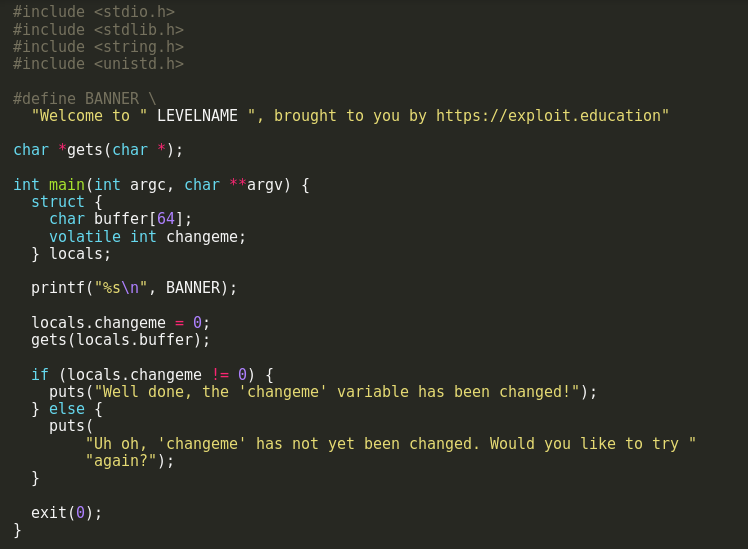 #include <stdio.h>
#include <stdlib.h>
#include <string.h>
#include <unistd.h>
#define BANNER \
"Welcome to " LEVELNAME ", brought to you by https://exploit.education"
char *gets(char *);
int main(int argc, char **argv) {
struct {
char buffer[64];
volatile int changeme;
} locals;
printf("%s\n", BANNER);
locals.changeme = 0;
gets(locals.buffer);
if (locals.changeme != 0) {
puts("Well done, the 'changeme' variable has been changed!");
} else {
puts(
"Uh oh, 'changeme' has not yet been changed. Would you like to try "
"again?");
}
exit(0);
}